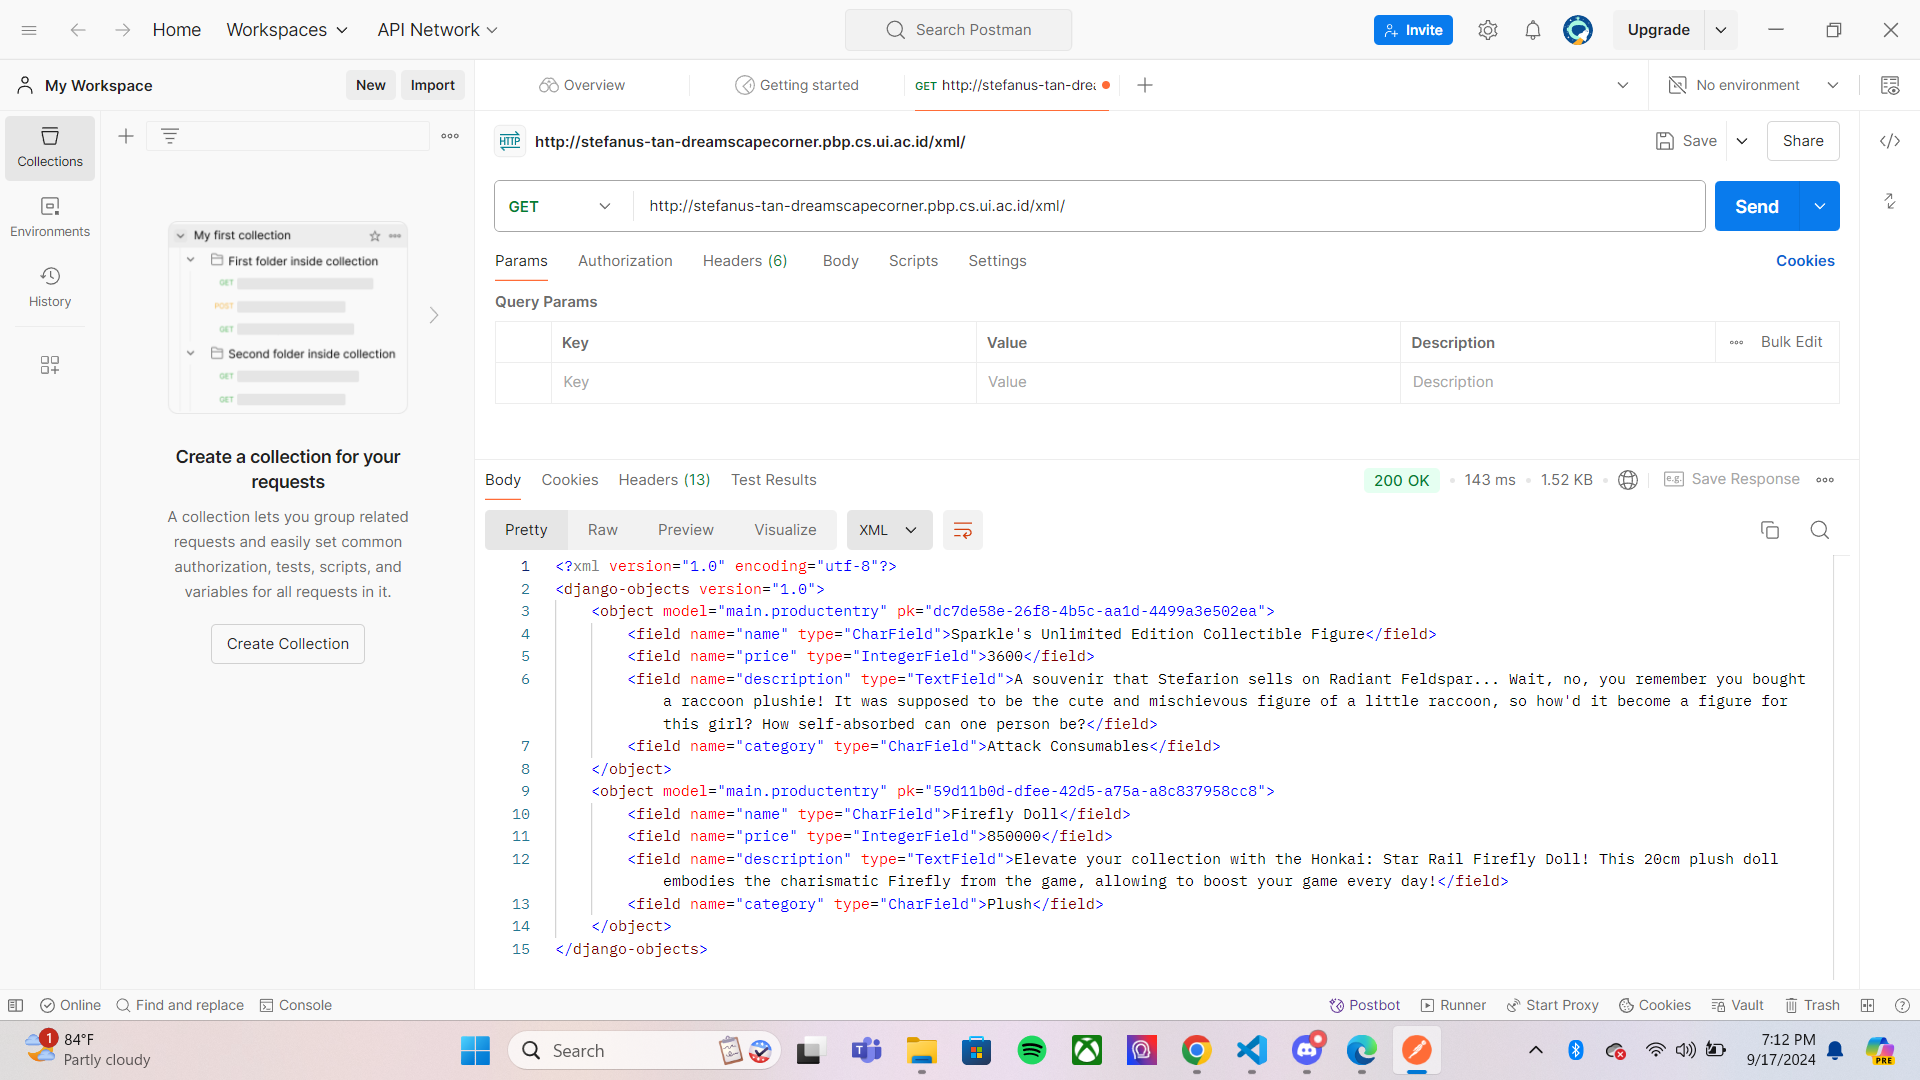 Home
Workspaces
API Network
Search Postman
Invite
Upgrade
My Workspace
New
Import
Overview
Getting started
GET http://stefanus-tan-drea
No environment
Collections
Environments
History
My first collection
First folder inside collection
GET
POST
GET
Second folder inside collection
GET
GET
Create a collection for your
requests
A collection lets you group related
requests and easily set common
authorization, tests, scripts, and
variables for all requests in it.
Create Collection
HTTP
http://stefanus-tan-dreamscapecorner.pbp.cs.ui.ac.id/xml/
Save
Share
GET
http://stefanus-tan-dreamscapecorner.pbp.cs.ui.ac.id/xml/
Send
Params
Authorization
Headers (6)
Body
Scripts
Settings
Cookies
Query Params
Key
Value
Description
Bulk Edit
Key
Value
Description
Body
Cookies
Headers (13)
Test Results
200 OK
143 ms
1.52 KB
e.g.
Save Response
Pretty
Raw
Preview
Visualize
XML
1 <?xml version="1.0" encoding="utf-8"?>
2 <django-objects version="1.0">
3 <object model="main.productentry" pk="dc7de58e-26f8-4b5c-aa1d-4499a3e502ea">
4 <field name="name" type="CharField">Sparkle's Unlimited Edition Collectible Figure</field>
5 <field name="price" type="IntegerField">3600</field>
6 <field name="description" type="TextField">A souvenir that Stefarion sells on Radiant Feldspar... Wait, no, you remember you bought
a raccoon plushie! It was supposed to be the cute and mischievous figure of a little raccoon, so how'd it become a figure for
this girl? How self-absorbed can one person be?</field>
7 <field name="category" type="CharField">Attack Consumables</field>
8 </object>
9 <object model="main.productentry" pk="59d11b0d-dfee-42d5-a75a-a8c837958cc8">
10 <field name="name" type="CharField">Firefly Doll</field>
11 <field name="price" type="IntegerField">850000</field>
12 <field name="description" type="TextField">Elevate your collection with the Honkai: Star Rail Firefly Doll! This 20cm plush doll
embodies the charismatic Firefly from the game, allowing to boost your game every day!</field>
13 <field name="category" type="CharField">Plush</field>
14 </object>
15 </django-objects>
Online
Find and replace
Console
Postbot
Runner
Start Proxy
Cookies
Vault
Trash
1
84°F
Partly cloudy
Search
7:12 PM
9/17/2024
PRE